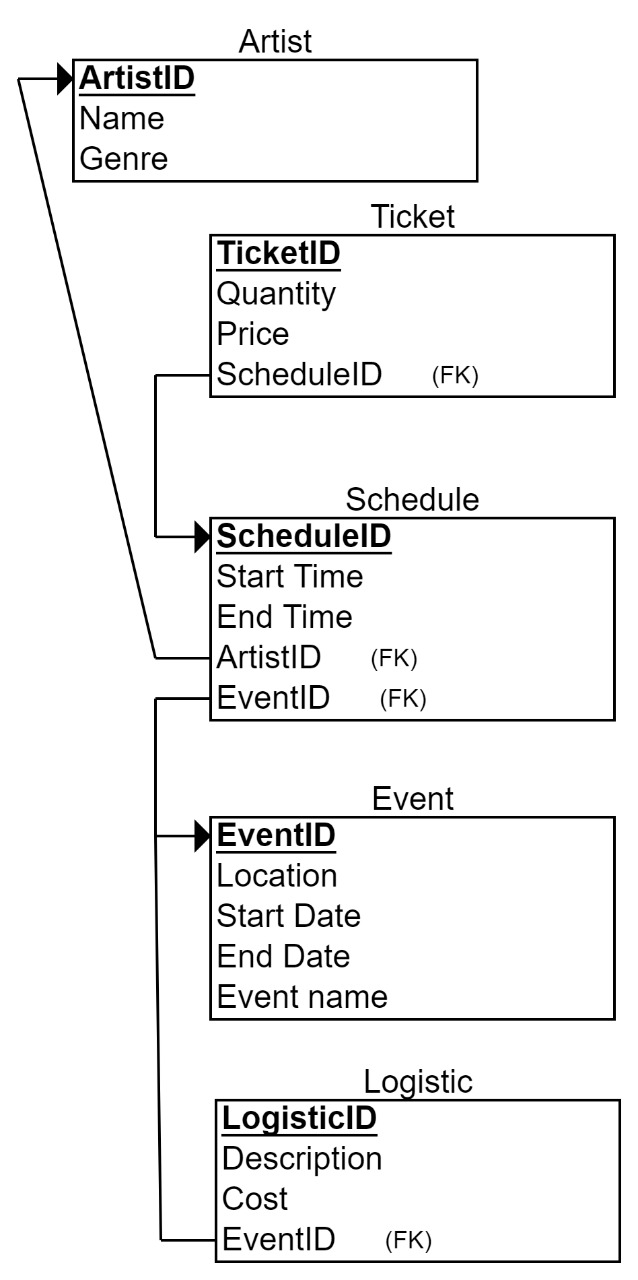 Artist
ArtistID
Name
Genre
Ticket
TicketID
Quantity
Price
ScheduleID (FK)
Schedule
ScheduleID
Start Time
End Time
ArtistID (FK)
EventID (FK)
Event
EventID
Location
Start Date
End Date
Event name
Logistic
LogisticID
Description
Cost
EventID (FK)